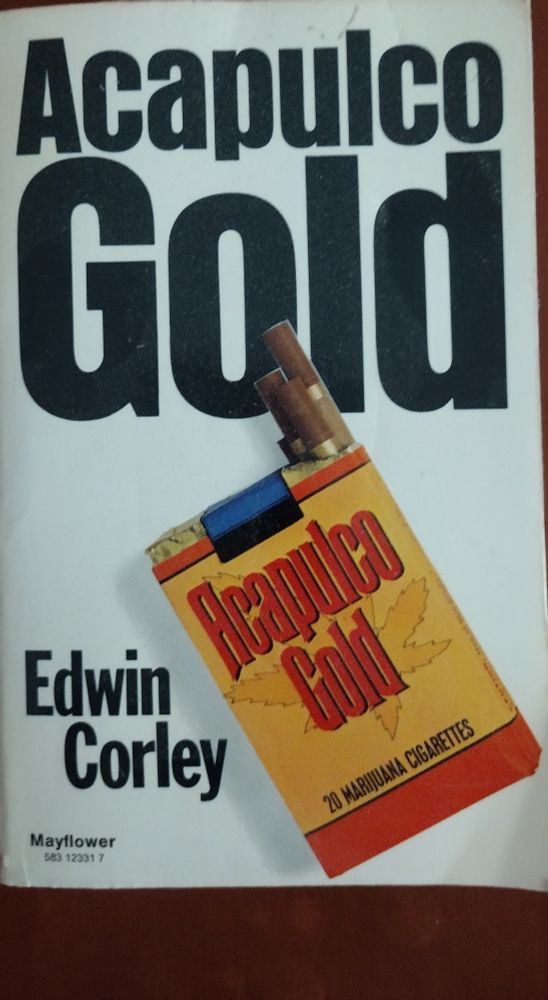 Acapulco
Gold
Acapulco
Gold
20 MARIJUANA CIGARETTES
Edwin
Corley
Mayflower
583 12331 7